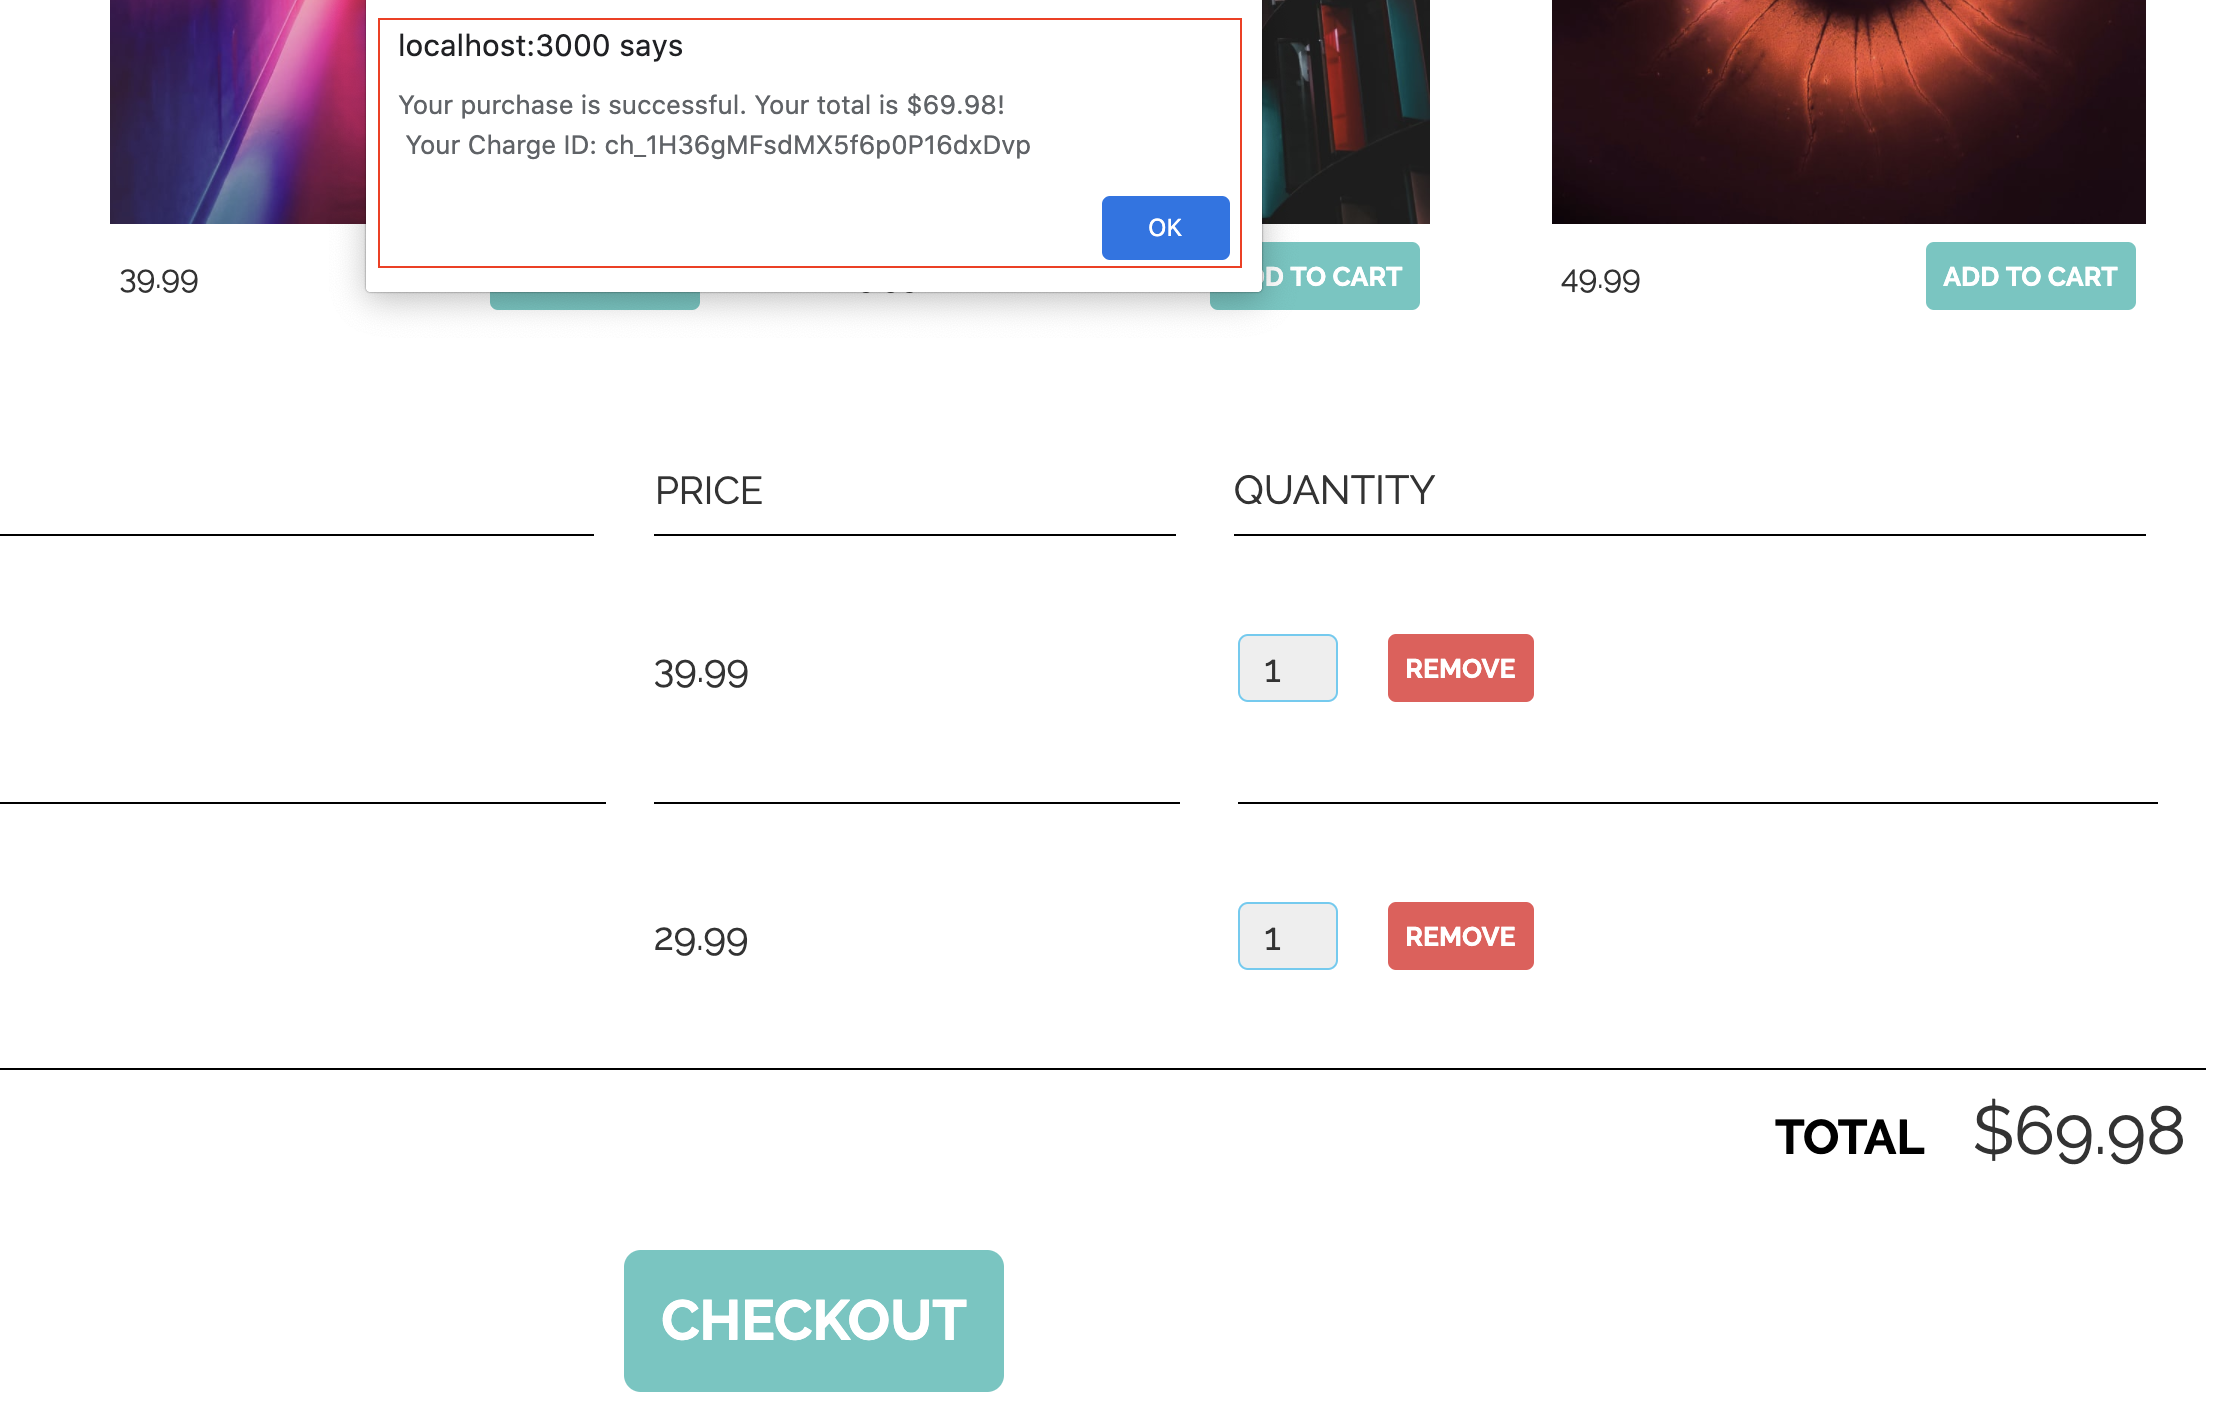 localhost:3000 says
Your purchase is successful. Your total is $69.98!
Your Charge ID: ch_1H36gMFsdMX5f6p0P16dxDvp
OK
39.99
TO CART
49.99
ADD TO CART
PRICE
QUANTITY
39.99
1
REMOVE
29.99
1
REMOVE
TOTAL $69.98
CHECKOUT